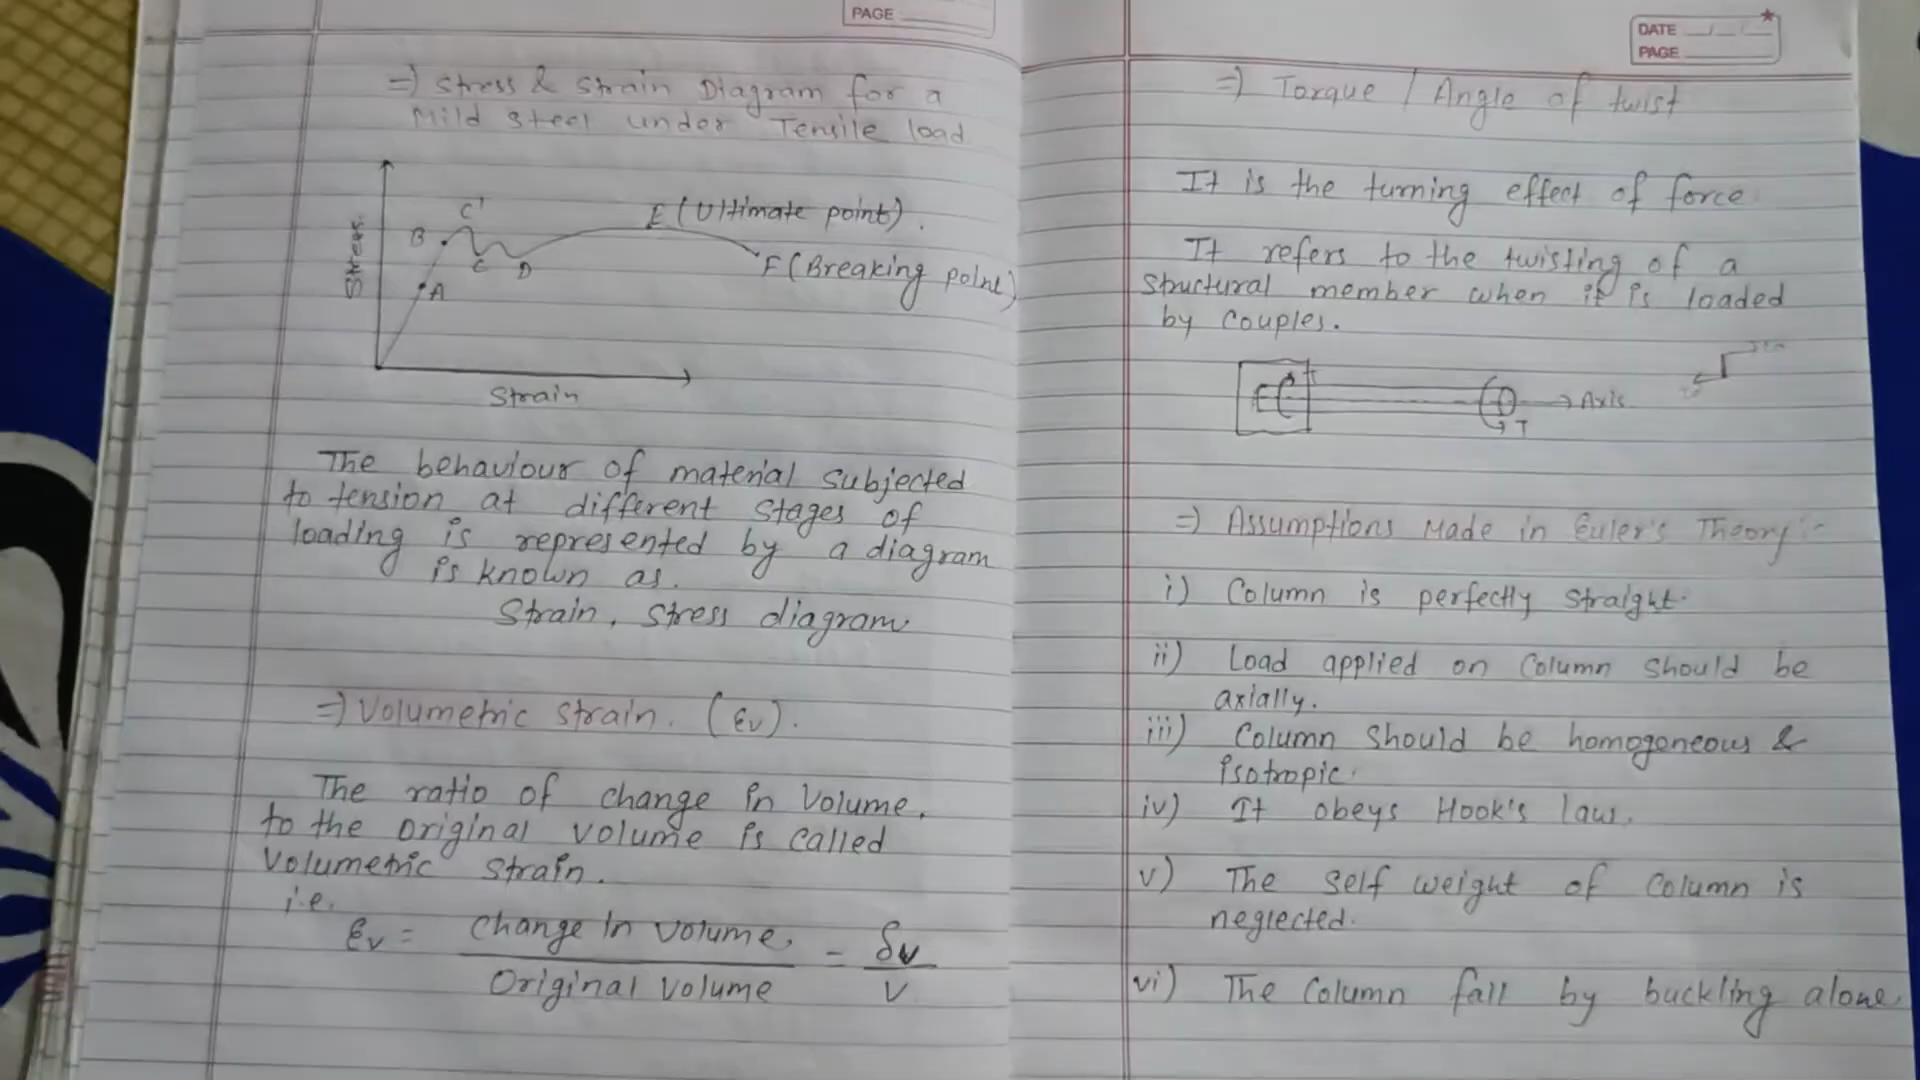 PAGE
=) Stress & Strain Diagram for a
Mild Steel under Tensile load
Stress
C'
B
E (Ultimate point).
C
D
F (Breaking point)
A
Strain
The behaviour of material subjected
to tension at different stages of
loading is represented by a diagram
is known as.
Strain, stress diagram
=) Volumetric strain. (εv).
The ratio of change in volume.
to the original volume is called
Volumetric strain.
i.e.
εv = Change in volume. / Original volume = δv / v
DATE
PAGE
=) Torque / Angle of twist
It is the turning effect of force
It refers to the twisting of a
structural member when it is loaded
by couples.
Axis
T
=) Assumptions Made in Euler's Theory :-
i) Column is perfectly straight.
ii) Load applied on Column should be
axially.
iii) Column should be homogoneous &
isotropic.
iv) It obeys Hook's law.
v) The self weight of Column is
neglected.
vi) The Column fall by buckling alone.